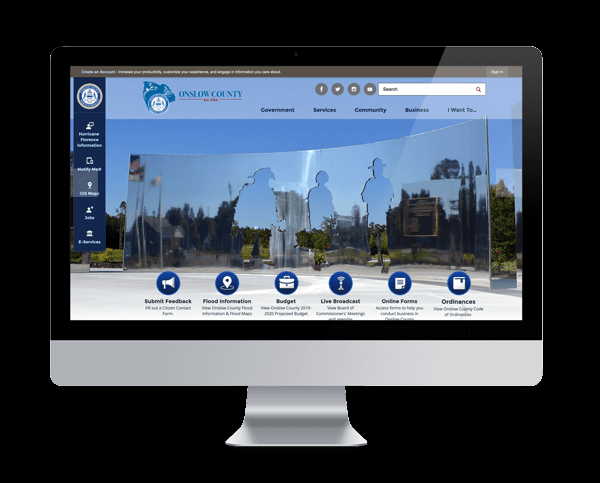 Create an Account - Increase your productivity, customize your experience, and engage in information you care about.
Sign In
ONSLOW COUNTY
Search
Government
Services
Community
Business
I Want To...
Hurricane
Florence
Information
Notify Me®
GIS Maps
Jobs
E-Services
Submit Feedback
Fill out a Citizen Contact
Form.
Flood Information
View Onslow County Flood
Information & Flood Maps
Budget
View Onslow County 2019-
2020 Proposed Budget
Live Broadcast
View Board of
Commissioners' Meetings
and agendas
Online Forms
Access forms to help you
conduct business in
Onslow County
Ordinances
View Onslow County Code
of Ordinances